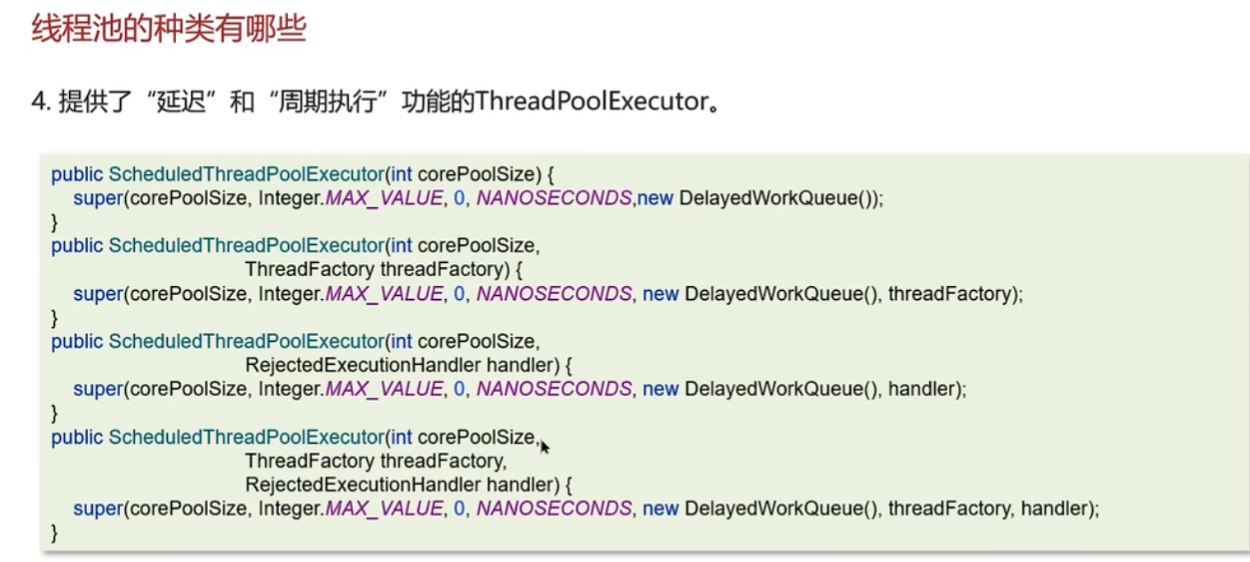 线程池的种类有哪些
4. 提供了“延迟”和“周期执行”功能的ThreadPoolExecutor。
public ScheduledThreadPoolExecutor(int corePoolSize) {
super(corePoolSize, Integer.MAX_VALUE, 0, NANOSECONDS,new DelayedWorkQueue());
}
public ScheduledThreadPoolExecutor(int corePoolSize,
ThreadFactory threadFactory) {
super(corePoolSize, Integer.MAX_VALUE, 0, NANOSECONDS, new DelayedWorkQueue(), threadFactory);
}
public ScheduledThreadPoolExecutor(int corePoolSize,
RejectedExecutionHandler handler) {
super(corePoolSize, Integer.MAX_VALUE, 0, NANOSECONDS, new DelayedWorkQueue(), handler);
}
public ScheduledThreadPoolExecutor(int corePoolSize,
ThreadFactory threadFactory,
RejectedExecutionHandler handler) {
super(corePoolSize, Integer.MAX_VALUE, 0, NANOSECONDS, new DelayedWorkQueue(), threadFactory, handler);
}